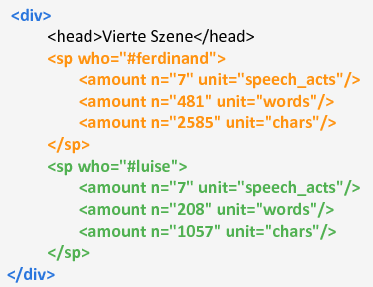 <div>
<head>Vierte Szene</head>
<sp who="#ferdinand">
<amount n="7" unit="speech_acts"/>
<amount n="481" unit="words"/>
<amount n="2585" unit="chars"/>
</sp>
<sp who="#luise">
<amount n="7" unit="speech_acts"/>
<amount n="208" unit="words"/>
<amount n="1057" unit="chars"/>
</sp>
</div>